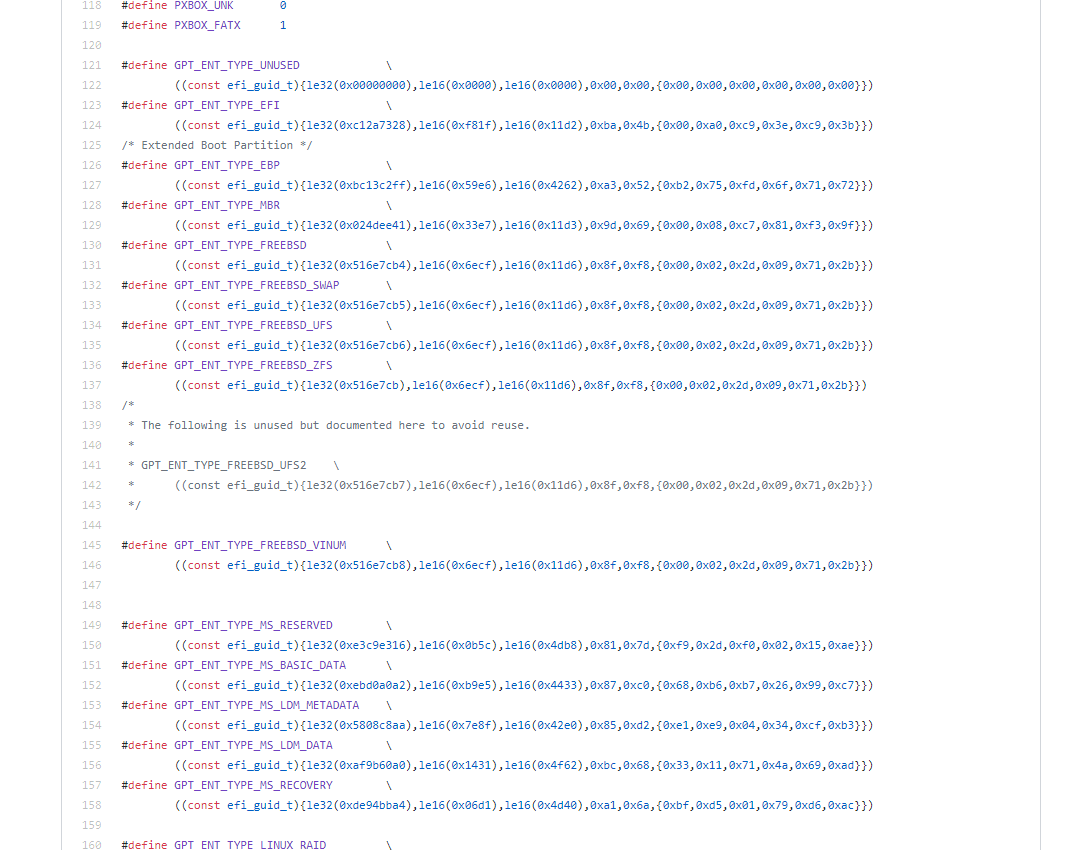 118 #define PXBOX_UNK 0
119 #define PXBOX_FATX 1
120
121 #define GPT_ENT_TYPE_UNUSED \
122 ((const efi_guid_t){le32(0x00000000),le16(0x0000),le16(0x0000),0x00,0x00,{0x00,0x00,0x00,0x00,0x00,0x00}})
123 #define GPT_ENT_TYPE_EFI \
124 ((const efi_guid_t){le32(0xc12a7328),le16(0xf81f),le16(0x11d2),0xba,0x4b,{0x00,0xa0,0xc9,0x3e,0xc9,0x3b}})
125 /* Extended Boot Partition */
126 #define GPT_ENT_TYPE_EBP \
127 ((const efi_guid_t){le32(0xbc13c2ff),le16(0x59e6),le16(0x4262),0xa3,0x52,{0xb2,0x75,0xfd,0x6f,0x71,0x72}})
128 #define GPT_ENT_TYPE_MBR \
129 ((const efi_guid_t){le32(0x024dee41),le16(0x33e7),le16(0x11d3),0x9d,0x69,{0x00,0x08,0xc7,0x81,0xf3,0x9f}})
130 #define GPT_ENT_TYPE_FREEBSD \
131 ((const efi_guid_t){le32(0x516e7cb4),le16(0x6ecf),le16(0x11d6),0x8f,0xf8,{0x00,0x02,0x2d,0x09,0x71,0x2b}})
132 #define GPT_ENT_TYPE_FREEBSD_SWAP \
133 ((const efi_guid_t){le32(0x516e7cb5),le16(0x6ecf),le16(0x11d6),0x8f,0xf8,{0x00,0x02,0x2d,0x09,0x71,0x2b}})
134 #define GPT_ENT_TYPE_FREEBSD_UFS \
135 ((const efi_guid_t){le32(0x516e7cb6),le16(0x6ecf),le16(0x11d6),0x8f,0xf8,{0x00,0x02,0x2d,0x09,0x71,0x2b}})
136 #define GPT_ENT_TYPE_FREEBSD_ZFS \
137 ((const efi_guid_t){le32(0x516e7cb),le16(0x6ecf),le16(0x11d6),0x8f,0xf8,{0x00,0x02,0x2d,0x09,0x71,0x2b}})
138 /*
139 * The following is unused but documented here to avoid reuse.
140 *
141 * GPT_ENT_TYPE_FREEBSD_UFS2 \
142 * ((const efi_guid_t){le32(0x516e7cb7),le16(0x6ecf),le16(0x11d6),0x8f,0xf8,{0x00,0x02,0x2d,0x09,0x71,0x2b}})
143 */
144
145 #define GPT_ENT_TYPE_FREEBSD_VINUM \
146 ((const efi_guid_t){le32(0x516e7cb8),le16(0x6ecf),le16(0x11d6),0x8f,0xf8,{0x00,0x02,0x2d,0x09,0x71,0x2b}})
147
148
149 #define GPT_ENT_TYPE_MS_RESERVED \
150 ((const efi_guid_t){le32(0xe3c9e316),le16(0x0b5c),le16(0x4db8),0x81,0x7d,{0xf9,0x2d,0xf0,0x02,0x15,0xae}})
151 #define GPT_ENT_TYPE_MS_BASIC_DATA \
152 ((const efi_guid_t){le32(0xebd0a0a2),le16(0xb9e5),le16(0x4433),0x87,0xc0,{0x68,0xb6,0xb7,0x26,0x99,0xc7}})
153 #define GPT_ENT_TYPE_MS_LDM_METADATA \
154 ((const efi_guid_t){le32(0x5808c8aa),le16(0x7e8f),le16(0x42e0),0x85,0xd2,{0xe1,0xe9,0x04,0x34,0xcf,0xb3}})
155 #define GPT_ENT_TYPE_MS_LDM_DATA \
156 ((const efi_guid_t){le32(0xaf9b60a0),le16(0x1431),le16(0x4f62),0xbc,0x68,{0x33,0x11,0x71,0x4a,0x69,0xad}})
157 #define GPT_ENT_TYPE_MS_RECOVERY \
158 ((const efi_guid_t){le32(0xde94bba4),le16(0x06d1),le16(0x4d40),0xa1,0x6a,{0xbf,0xd5,0x01,0x79,0xd6,0xac}})
159
160 #define GPT_ENT_TYPE_LINUX_RAID \